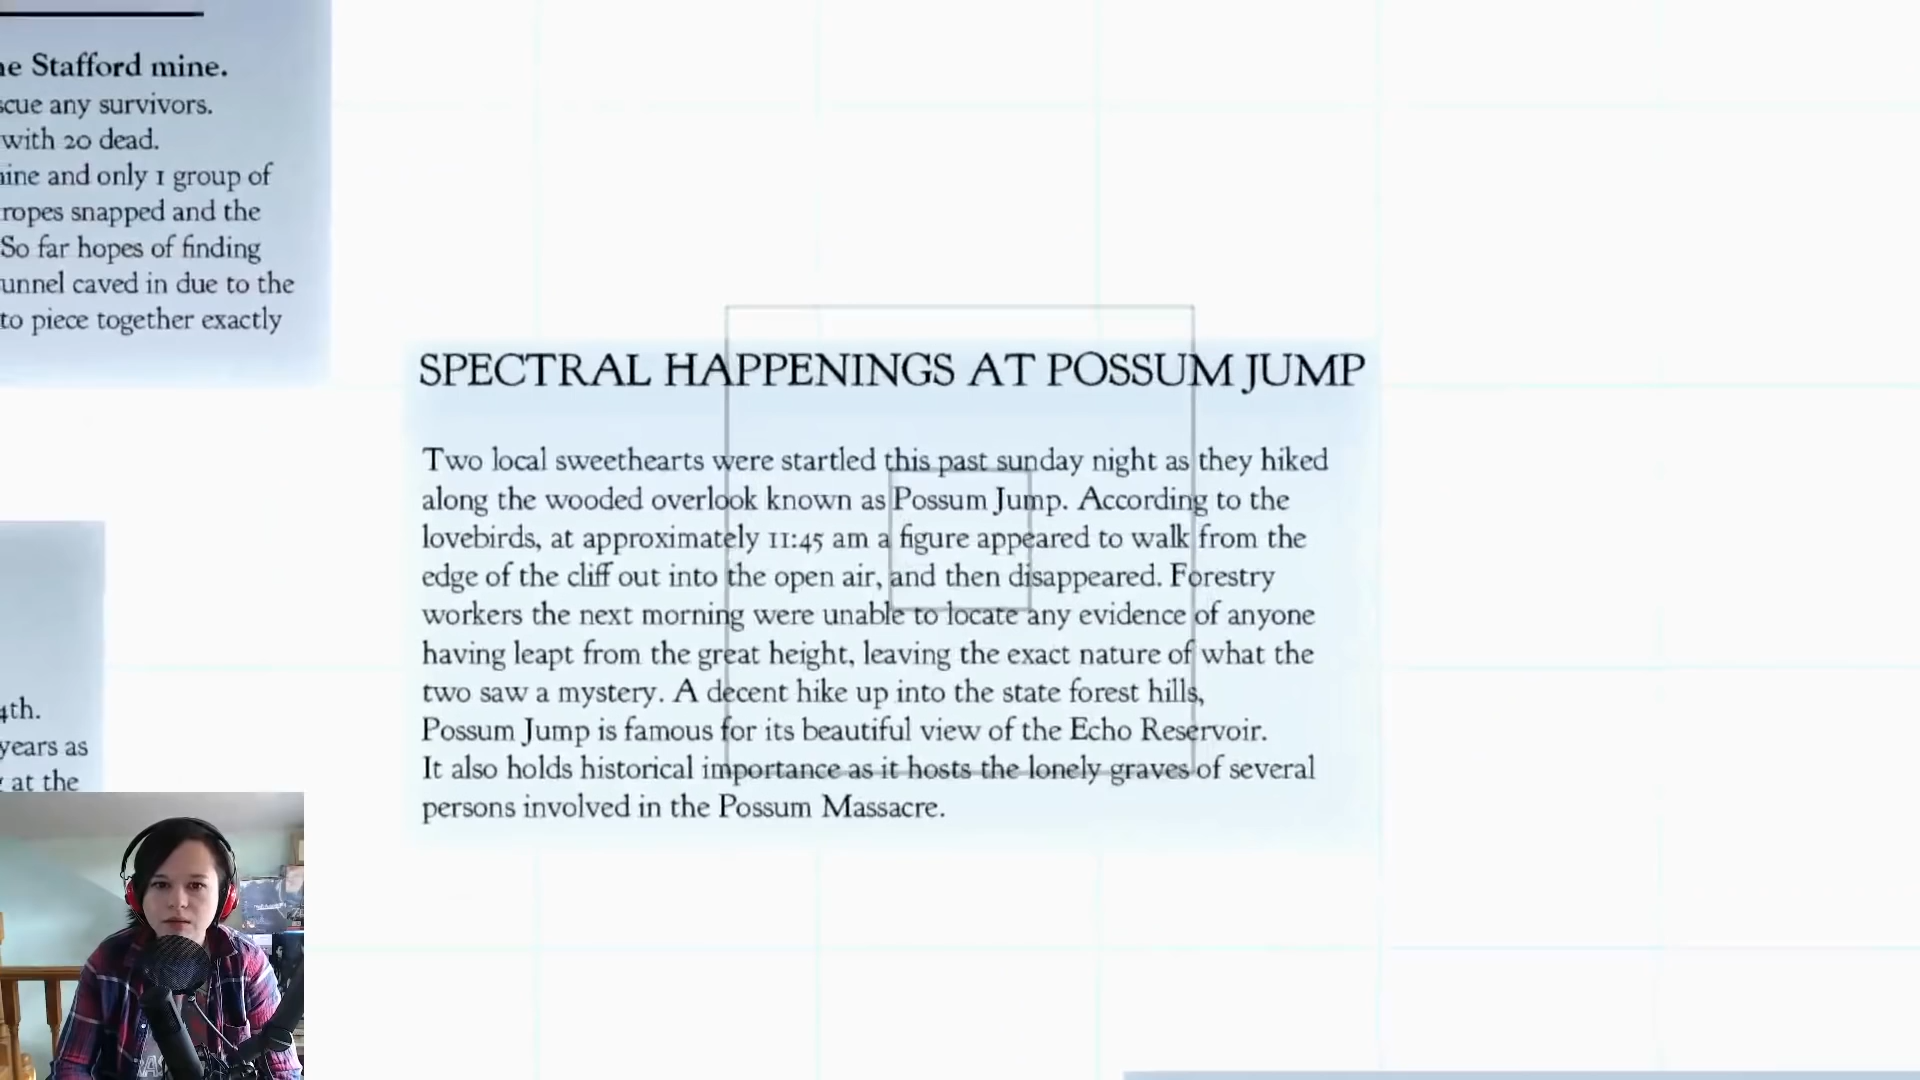 ne Stafford mine.
scue any survivors.
with 20 dead.
nine and only 1 group of
ropes snapped and the
So far hopes of finding
unnel caved in due to the
to piece together exactly
SPECTRAL HAPPENINGS AT POSSUM JUMP
Two local sweethearts were startled this past sunday night as they hiked
along the wooded overlook known as Possum Jump. According to the
lovebirds, at approximately 11:45 am a figure appeared to walk from the
edge of the cliff out into the open air, and then disappeared. Forestry
workers the next morning were unable to locate any evidence of anyone
having leapt from the great height, leaving the exact nature of what the
two saw a mystery. A decent hike up into the state forest hills,
Possum Jump is famous for its beautiful view of the Echo Reservoir.
It also holds historical importance as it hosts the lonely graves of several
persons involved in the Possum Massacre.
4th.
years as
at the